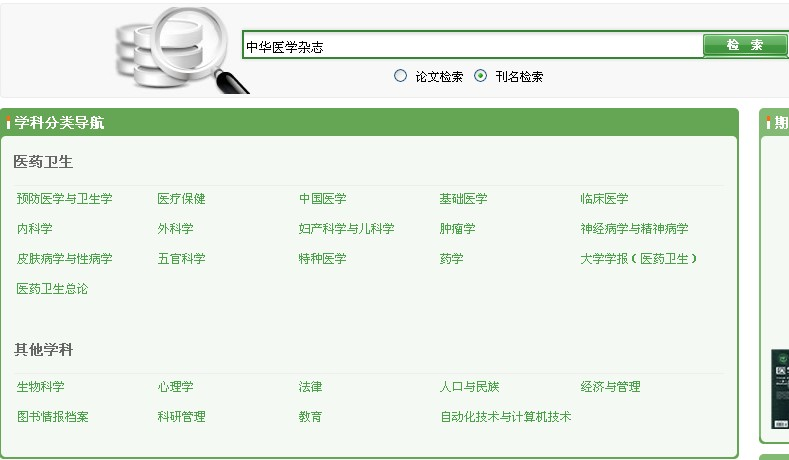 中华医学杂志
检 索
论文检索 刊名检索
学科分类导航
期
医药卫生
预防医学与卫生学 医疗保健 中国医学 基础医学 临床医学
内科学 外科学 妇产科学与儿科学 肿瘤学 神经病学与精神病学
皮肤病学与性病学 五官科学 特种医学 药学 大学学报（医药卫生）
医药卫生总论
其他学科
生物科学 心理学 法律 人口与民族 经济与管理
图书情报档案 科研管理 教育 自动化技术与计算机技术